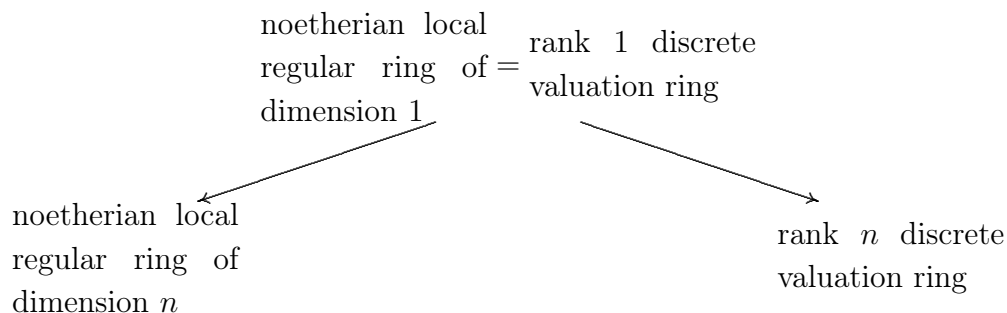 noetherian local
regular ring of
dimension 1
=
rank 1 discrete
valuation ring
noetherian local
regular ring of
dimension n
rank n discrete
valuation ring